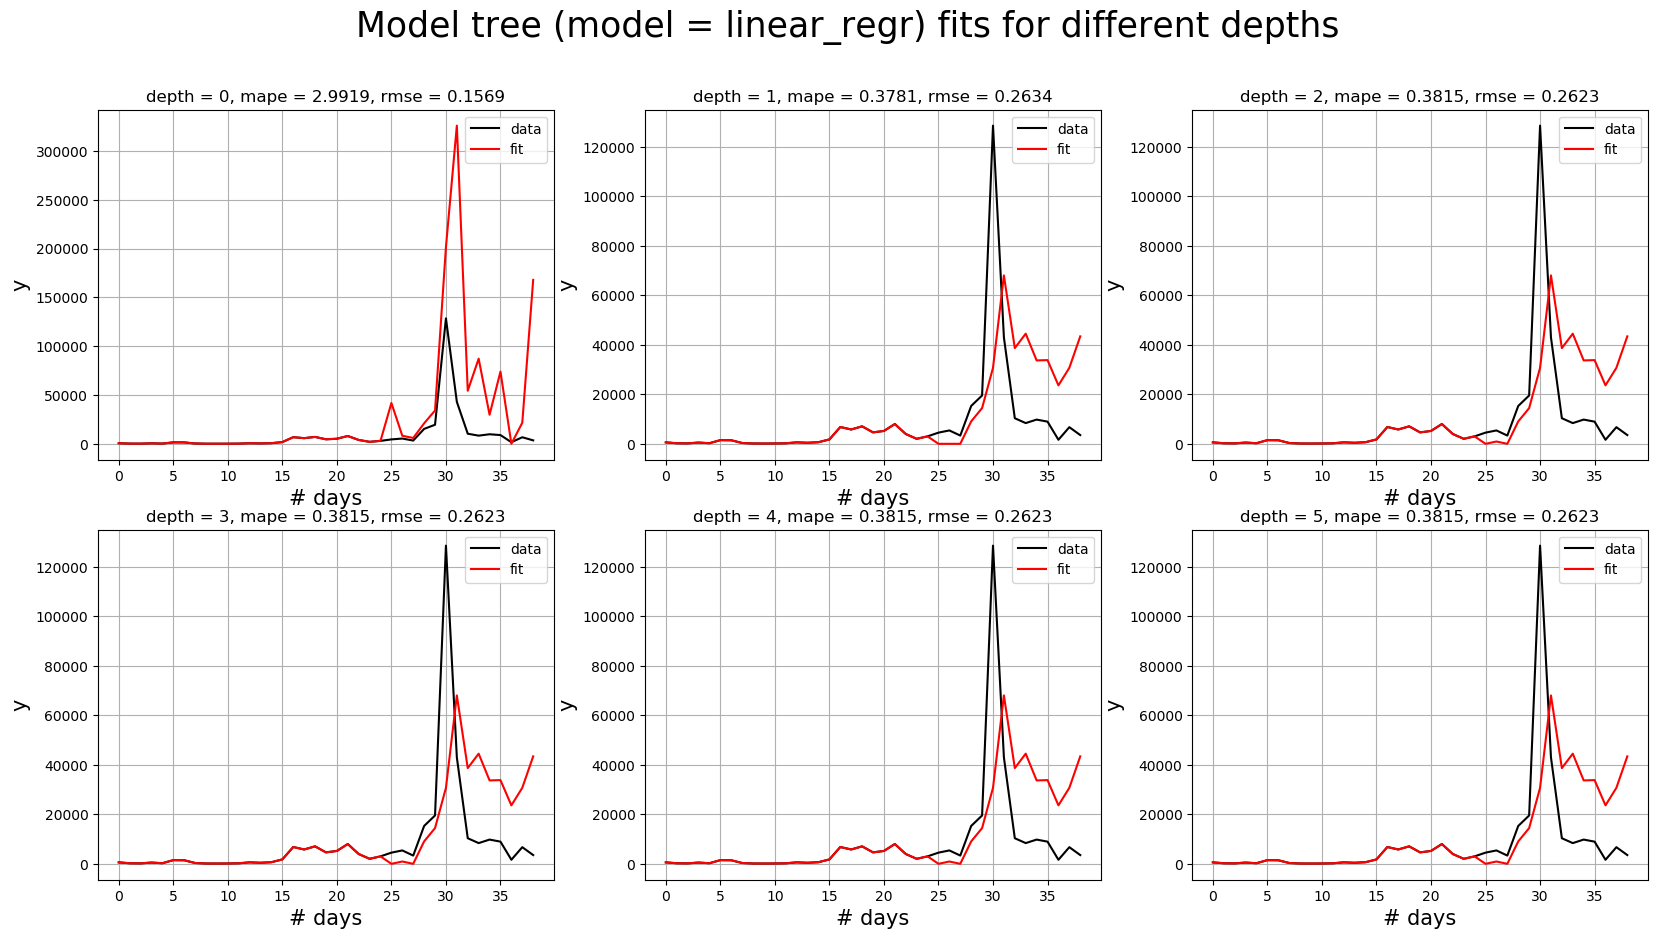 Model tree (model = linear_regr) fits for different depths
depth = 0, mape = 2.9919, rmse = 0.1569
data
fit
300000
250000
200000
150000
100000
50000
0
y
0 5 10 15 20 25 30 35
# days
depth = 1, mape = 0.3781, rmse = 0.2634
data
fit
120000
100000
80000
60000
40000
20000
0
y
0 5 10 15 20 25 30 35
# days
depth = 2, mape = 0.3815, rmse = 0.2623
data
fit
120000
100000
80000
60000
40000
20000
0
y
0 5 10 15 20 25 30 35
# days
depth = 3, mape = 0.3815, rmse = 0.2623
data
fit
120000
100000
80000
60000
40000
20000
0
y
0 5 10 15 20 25 30 35
# days
depth = 4, mape = 0.3815, rmse = 0.2623
data
fit
120000
100000
80000
60000
40000
20000
0
y
0 5 10 15 20 25 30 35
# days
depth = 5, mape = 0.3815, rmse = 0.2623
data
fit
120000
100000
80000
60000
40000
20000
0
y
0 5 10 15 20 25 30 35
# days